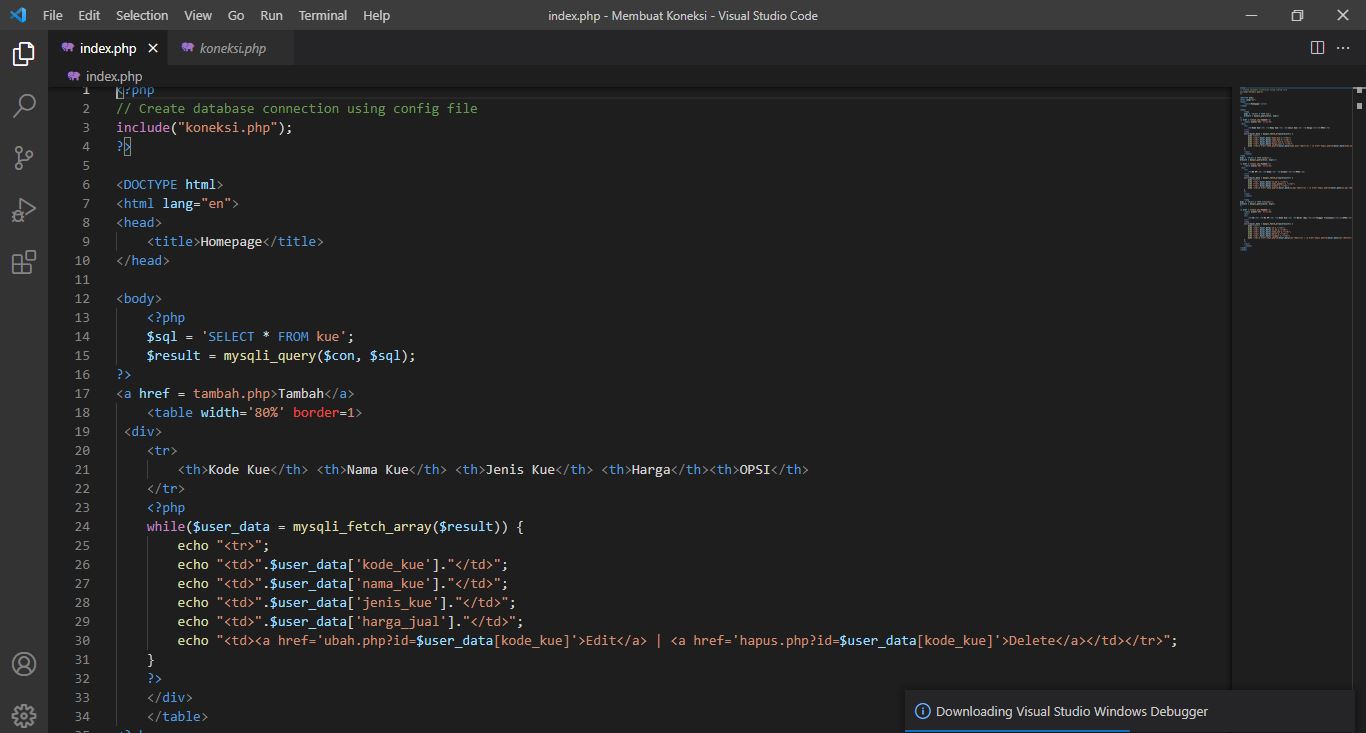 File Edit Selection View Go Run Terminal Help index.php - Membuat Koneksi - Visual Studio Code
index.php koneksi.php
index.php
1 <?php
2 // Create database connection using config file
3 include("koneksi.php");
4 ?>
5
6 <DOCTYPE html>
7 <html lang="en">
8 <head>
9 <title>Homepage</title>
10 </head>
11
12 <body>
13 <?php
14 $sql = 'SELECT * FROM kue';
15 $result = mysqli_query($con, $sql);
16 ?>
17 <a href = tambah.php>Tambah</a>
18 <table width='80%' border=1>
19 <div>
20 <tr>
21 <th>Kode Kue</th> <th>Nama Kue</th> <th>Jenis Kue</th> <th>Harga</th><th>OPSI</th>
22 </tr>
23 <?php
24 while($user_data = mysqli_fetch_array($result)) {
25 echo "<tr>";
26 echo "<td>".$user_data['kode_kue']."</td>";
27 echo "<td>".$user_data['nama_kue']."</td>";
28 echo "<td>".$user_data['jenis_kue']."</td>";
29 echo "<td>".$user_data['harga_jual']."</td>";
30 echo "<td><a href='ubah.php?id=$user_data[kode_kue]'>Edit</a> | <a href='hapus.php?id=$user_data[kode_kue]'>Delete</a></td></tr>";
31 }
32 ?>
33 </div>
34 </table>
Downloading Visual Studio Windows Debugger